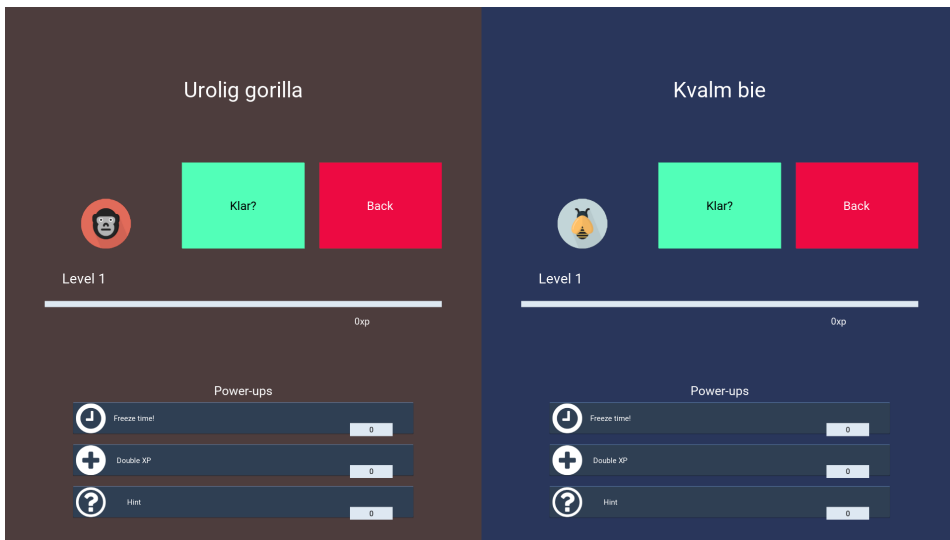 Urolig gorilla
Klar?
Back
Level 1
0xp
Power-ups
Freeze time!
0
Double XP
0
Hint
0
Kvalm bie
Klar?
Back
Level 1
0xp
Power-ups
Freeze time!
0
Double XP
0
Hint
0